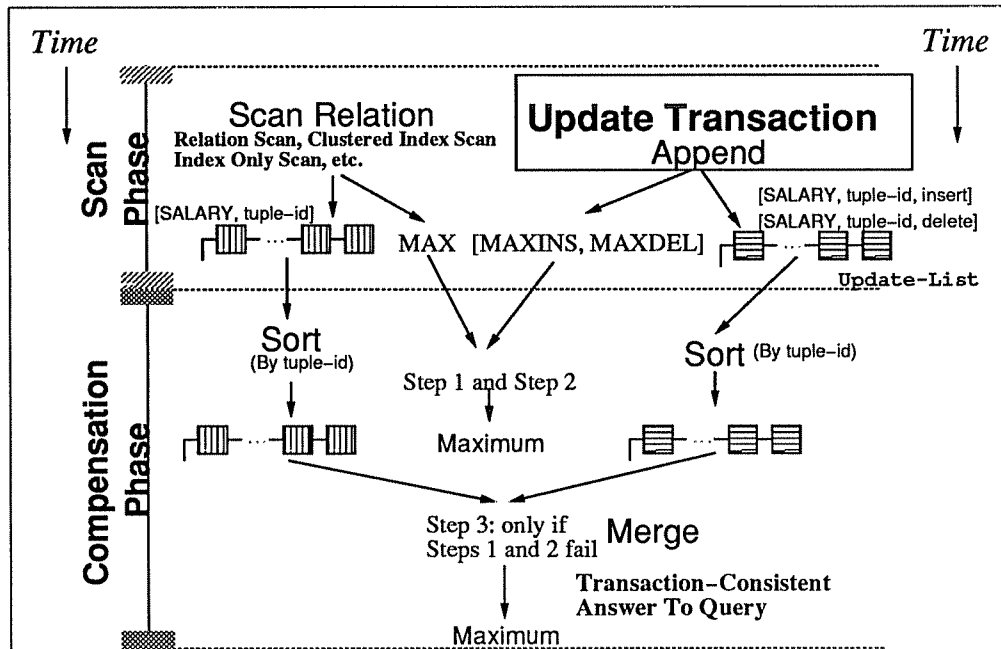 Time
Time
Scan Phase
Scan Relation
Relation Scan, Clustered Index Scan
Index Only Scan, etc.
Update Transaction
Append
[SALARY, tuple-id]
MAX [MAXINS, MAXDEL]
[SALARY, tuple-id, insert]
[SALARY, tuple-id, delete]
...
...
Update-List
Compensation Phase
Sort
(By tuple-id)
Sort (By tuple-id)
Step 1 and Step 2
Maximum
...
...
Step 3: only if
Steps 1 and 2 fail
Merge
Transaction-Consistent
Answer To Query
Maximum